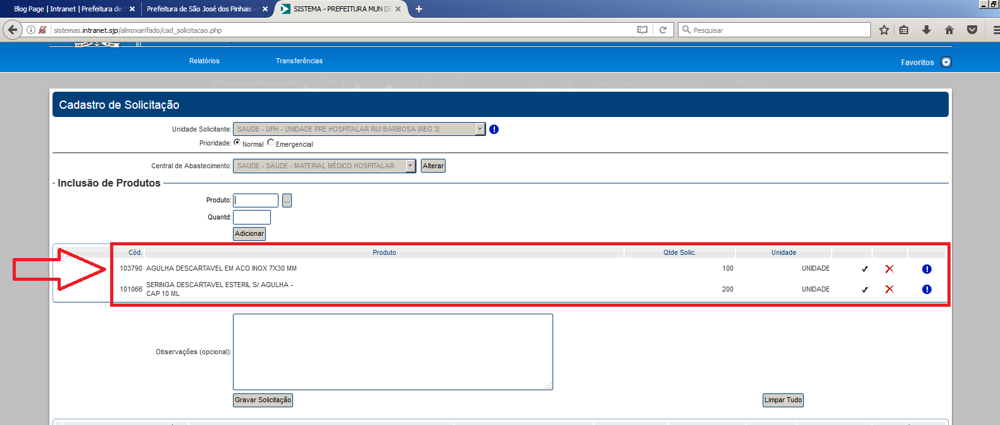 Blog Page | Intranet | Prefeitura de S
Prefeitura de São José dos Pinhais -
SISTEMA - PREFEITURA MUN DE
sistemas.intranet.sjp/almoxarifado/cad_solicitacao.php
Pesquisar
Relatórios
Transferências
Favoritos
Cadastro de Solicitação
Unidade Solicitante: SAUDE - UPH - UNIDADE PRE HOSPITALAR RUI BARBOSA |REG 3|
Prioridade: Normal Emergencial
Central de Abastecimento: SAUDE - SAUDE - MATERIAL MÉDICO HOSPITALAR Alterar
Inclusão de Produtos
Produto: ...
Quantd:
Adicionar
Cód. Produto Qtde Solic. Unidade
103790 AGULHA DESCARTAVEL EM ACO INOX 7X30 MM 100 UNIDADE
101066 SERINGA DESCARTAVEL ESTERIL S/ AGULHA - 200 UNIDADE
CAP 10 ML
Observações (opcional):
Gravar Solicitação Limpar Tudo